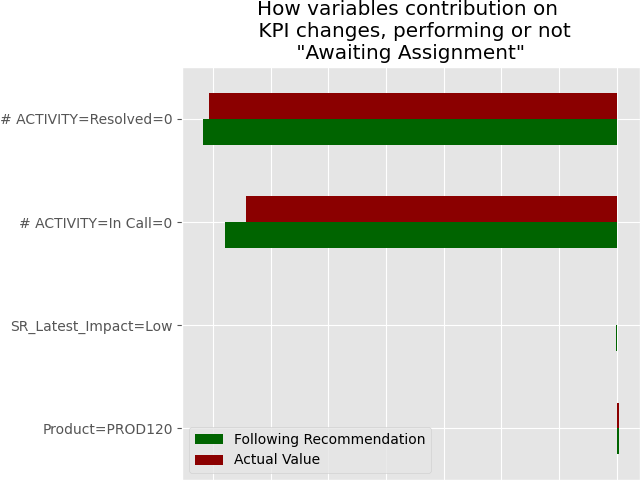 How variables contribution on
KPI changes, performing or not
"Awaiting Assignment"
# ACTIVITY=Resolved=0
# ACTIVITY=In Call=0
SR_Latest_Impact=Low
Product=PROD120
Following Recommendation
Actual Value